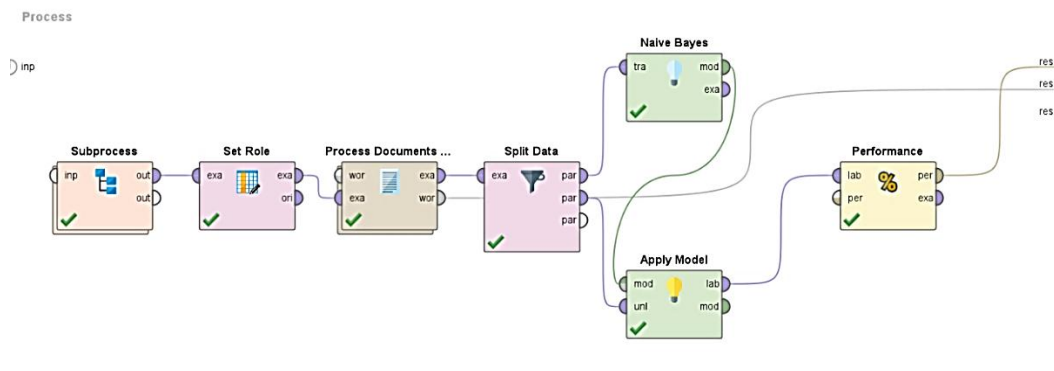 Process
inp
res
res
res
Naive Bayes
tra
mod
exa
Subprocess
inp
out
out
Set Role
exa
exa
ori
Process Documents ...
wor
exa
exa
wor
Split Data
exa
par
par
par
Apply Model
mod
lab
unl
mod
Performance
%
lab
per
per
exa